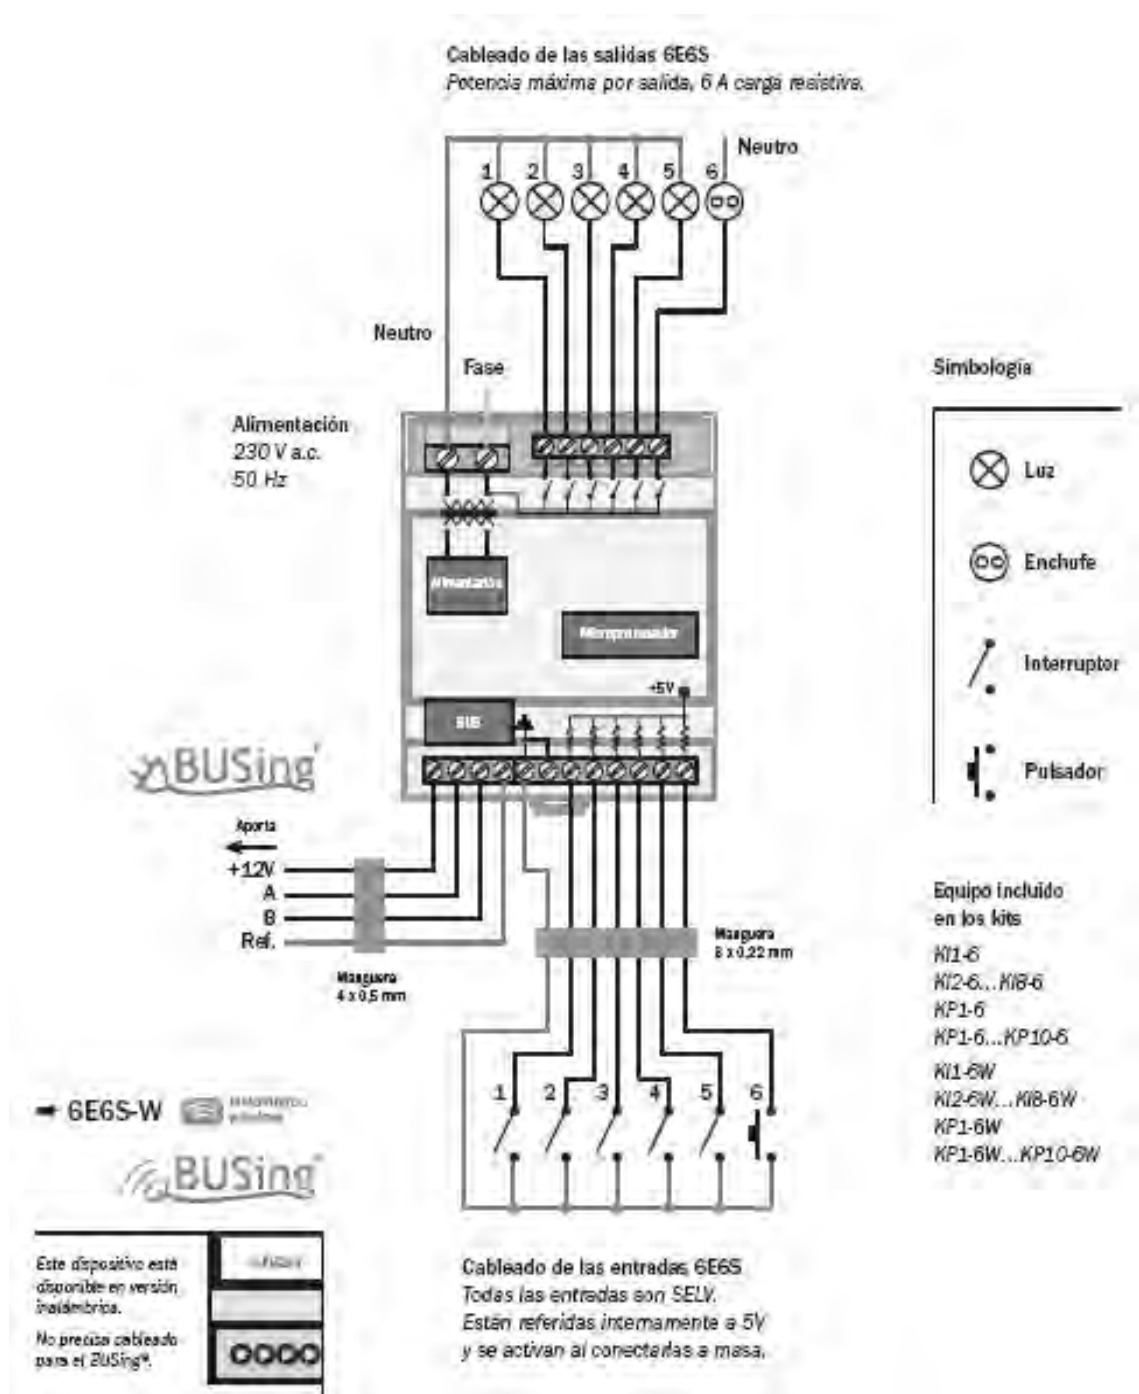 Cableado de las salidas 6E6S
Potencia máxima por salida, 6 A carga resistiva.
Neutro
1 2 3 4 5 6
Neutro
Fase
Alimentación
230 V a.c.
50 Hz
Simbología
Luz
Enchufe
Interruptor
Pulsador
Alimentación
Microprocesador
+5V
BUS
BUSing
Aporta
+12V
A
B
Ref.
Manguera
4 x 0,5 mm
Manguera
8 x 0,22 mm
Equipo incluido
en los kits
KI1-6
KI2-6...KI8-6
KP1-6
KP1-6...KP10-6
KI1-6W
KI2-6W...KI8-6W
KP1-6W
KP1-6W...KP10-6W
1 2 3 4 5 6
6E6S-W
BUSing
Este dispositivo está
disponible en versión
inalámbrica.
No precisa cableado
para el BUSing®.
Cableado de las entradas 6E6S
Todas las entradas son SELV.
Están referidas internamente a 5V
y se activan al conectarlas a masa.